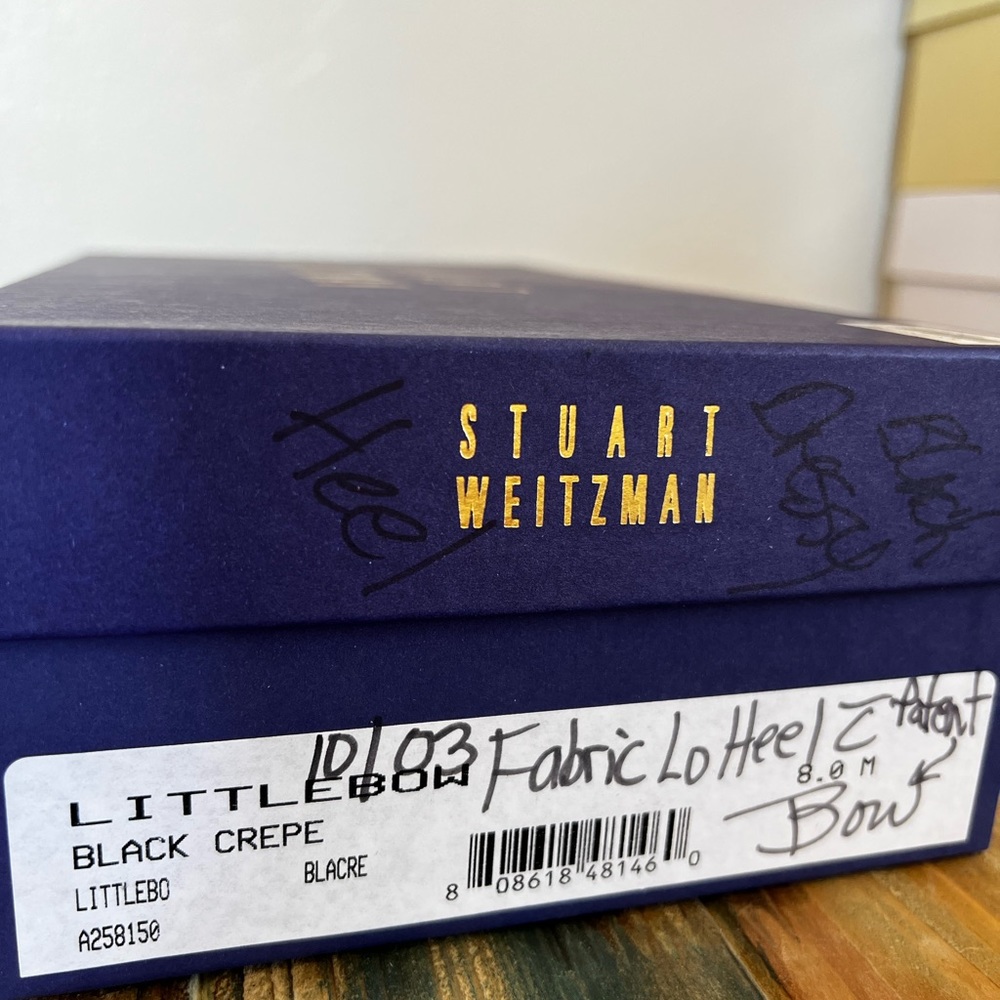 Heel
STUART
WEITZMAN
Dressy
Black
10/03 Fabric Lo Heel c̄ Patent
Bow
LITTLEBOW
8.0 M
BLACK CREPE
LITTLEBO
BLACRE
A258150
8 08618 48146 0